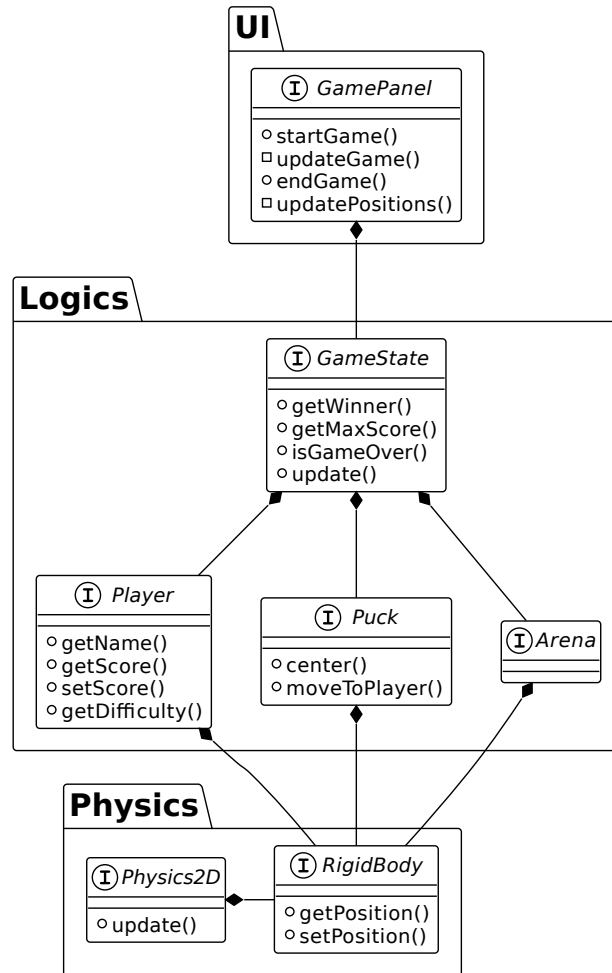 UI
I GamePanel
startGame()
updateGame()
endGame()
updatePositions()
Logics
I GameState
getWinner()
getMaxScore()
isGameOver()
update()
I Player
getName()
getScore()
setScore()
getDifficulty()
I Puck
center()
moveToPlayer()
I Arena
Physics
I Physics2D
update()
I RigidBody
getPosition()
setPosition()